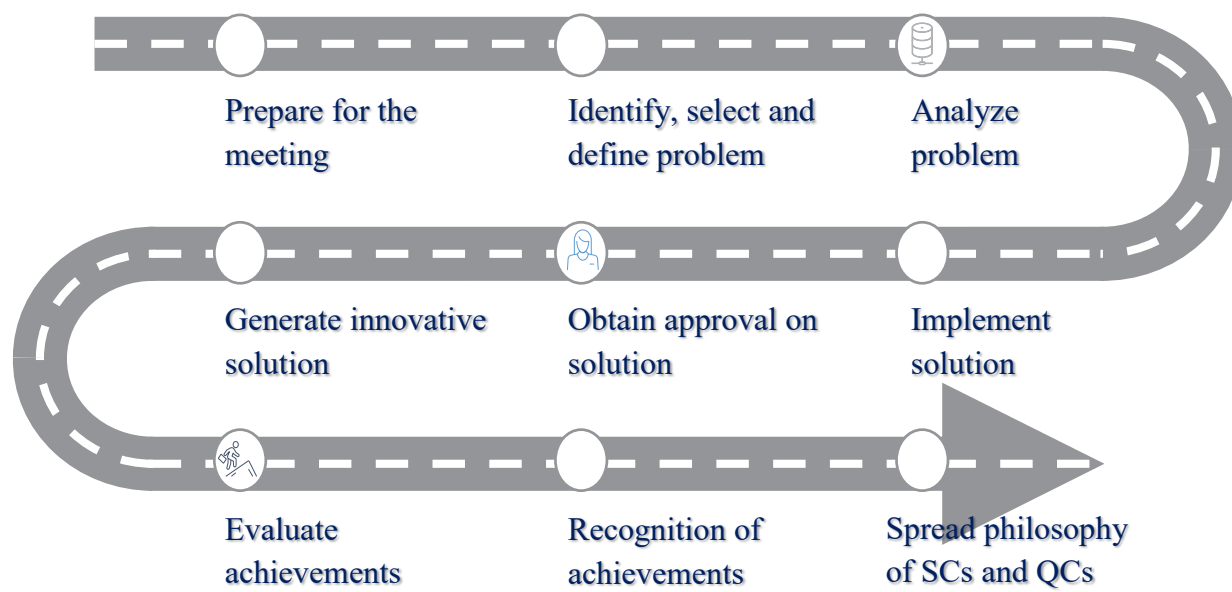 Prepare for the
meeting
Identify, select and
define problem
Analyze
problem
Generate innovative
solution
Obtain approval on
solution
Implement
solution
Evaluate
achievements
Recognition of
achievements
Spread philosophy
of SCs and QCs